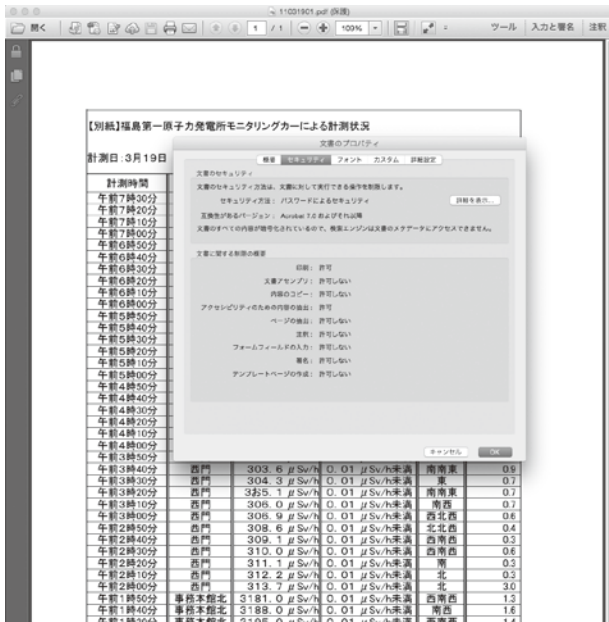 11031901.pdf (保護)
開く 1 / 1 100% ツール 入力と署名 注釈
【別紙】福島第一原子力発電所モニタリングカーによる計測状況
文書のプロパティ
計測日:3月19日
概要 セキュリティ フォント カスタム 詳細設定
文書のセキュリティ
文書のセキュリティ方法は、文書に対して実行できる操作を制限します。
セキュリティ方法: パスワードによるセキュリティ 詳細を表示...
互換性があるバージョン: Acrobat 7.0 およびそれ以降
文書のすべての内容が暗号化されているので、検索エンジンは文書のメタデータにアクセスできません。
文書に関する制限の概要
印刷: 許可
文書アセンブリ: 許可しない
内容のコピー: 許可しない
アクセシビリティのための内容の抽出: 許可
ページの抽出: 許可しない
注釈: 許可しない
フォームフィールドの入力: 許可しない
署名: 許可しない
テンプレートページの作成: 許可しない
キャンセル OK
計測時間
午前7時30分
午前7時20分
午前7時10分
午前7時00分
午前6時50分
午前6時40分
午前6時30分
午前6時20分
午前6時10分
午前6時00分
午前5時50分
午前5時40分
午前5時30分
午前5時20分
午前5時10分
午前5時00分
午前4時50分
午前4時40分
午前4時30分
午前4時20分
午前4時10分
午前4時00分
午前3時50分
午前3時40分 西門 303.6 μSv/h 0.01 μSv/h未満 南南東 0.9
午前3時30分 西門 304.3 μSv/h 0.01 μSv/h未満 東 0.7
午前3時20分 西門 3お5.1 μSv/h 0.01 μSv/h未満 南南東 0.7
午前3時10分 西門 306.0 μSv/h 0.01 μSv/h未満 南西 0.7
午前3時00分 西門 306.9 μSv/h 0.01 μSv/h未満 西北西 0.6
午前2時50分 西門 308.6 μSv/h 0.01 μSv/h未満 北北西 0.4
午前2時40分 西門 309.1 μSv/h 0.01 μSv/h未満 西南西 0.3
午前2時30分 西門 310.0 μSv/h 0.01 μSv/h未満 西南西 0.6
午前2時20分 西門 311.1 μSv/h 0.01 μSv/h未満 南 0.3
午前2時10分 西門 312.2 μSv/h 0.01 μSv/h未満 北 0.3
午前2時00分 西門 313.7 μSv/h 0.01 μSv/h未満 北 3.0
午前1時50分 事務本館北 3181.0 μSv/h 0.01 μSv/h未満 西南西 1.3
午前1時40分 事務本館北 3188.0 μSv/h 0.01 μSv/h未満 南西 1.6